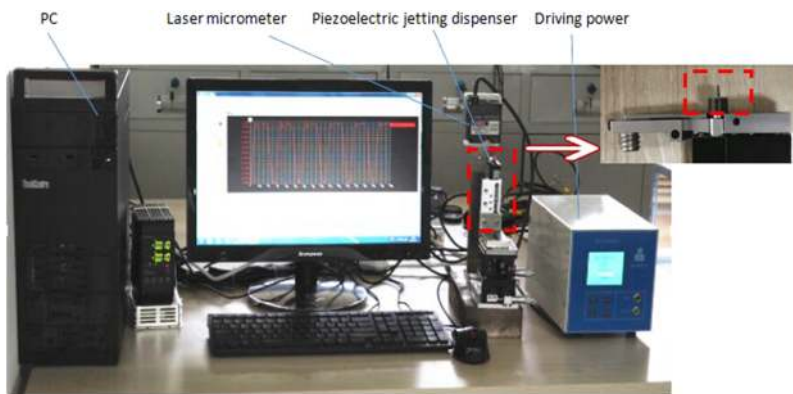 PC
Laser micrometer
Piezoelectric jetting dispenser
Driving power